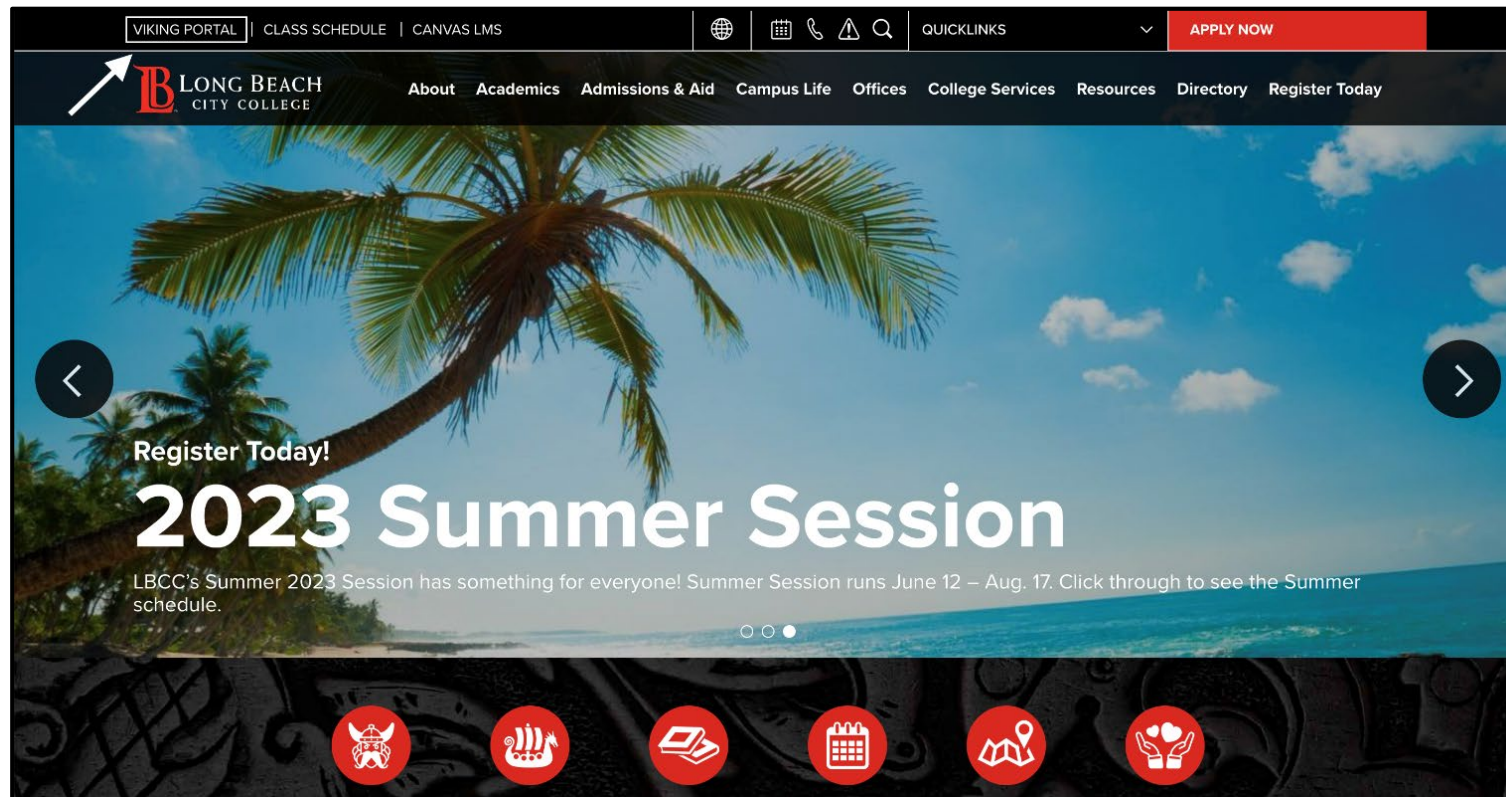 VIKING PORTAL | CLASS SCHEDULE | CANVAS LMS QUICKLINKS APPLY NOW
LONG BEACH
CITY COLLEGE
About Academics Admissions & Aid Campus Life Offices College Services Resources Directory Register Today
Register Today!
2023 Summer Session
LBCC's Summer 2023 Session has something for everyone! Summer Session runs June 12 – Aug. 17. Click through to see the Summer
schedule.